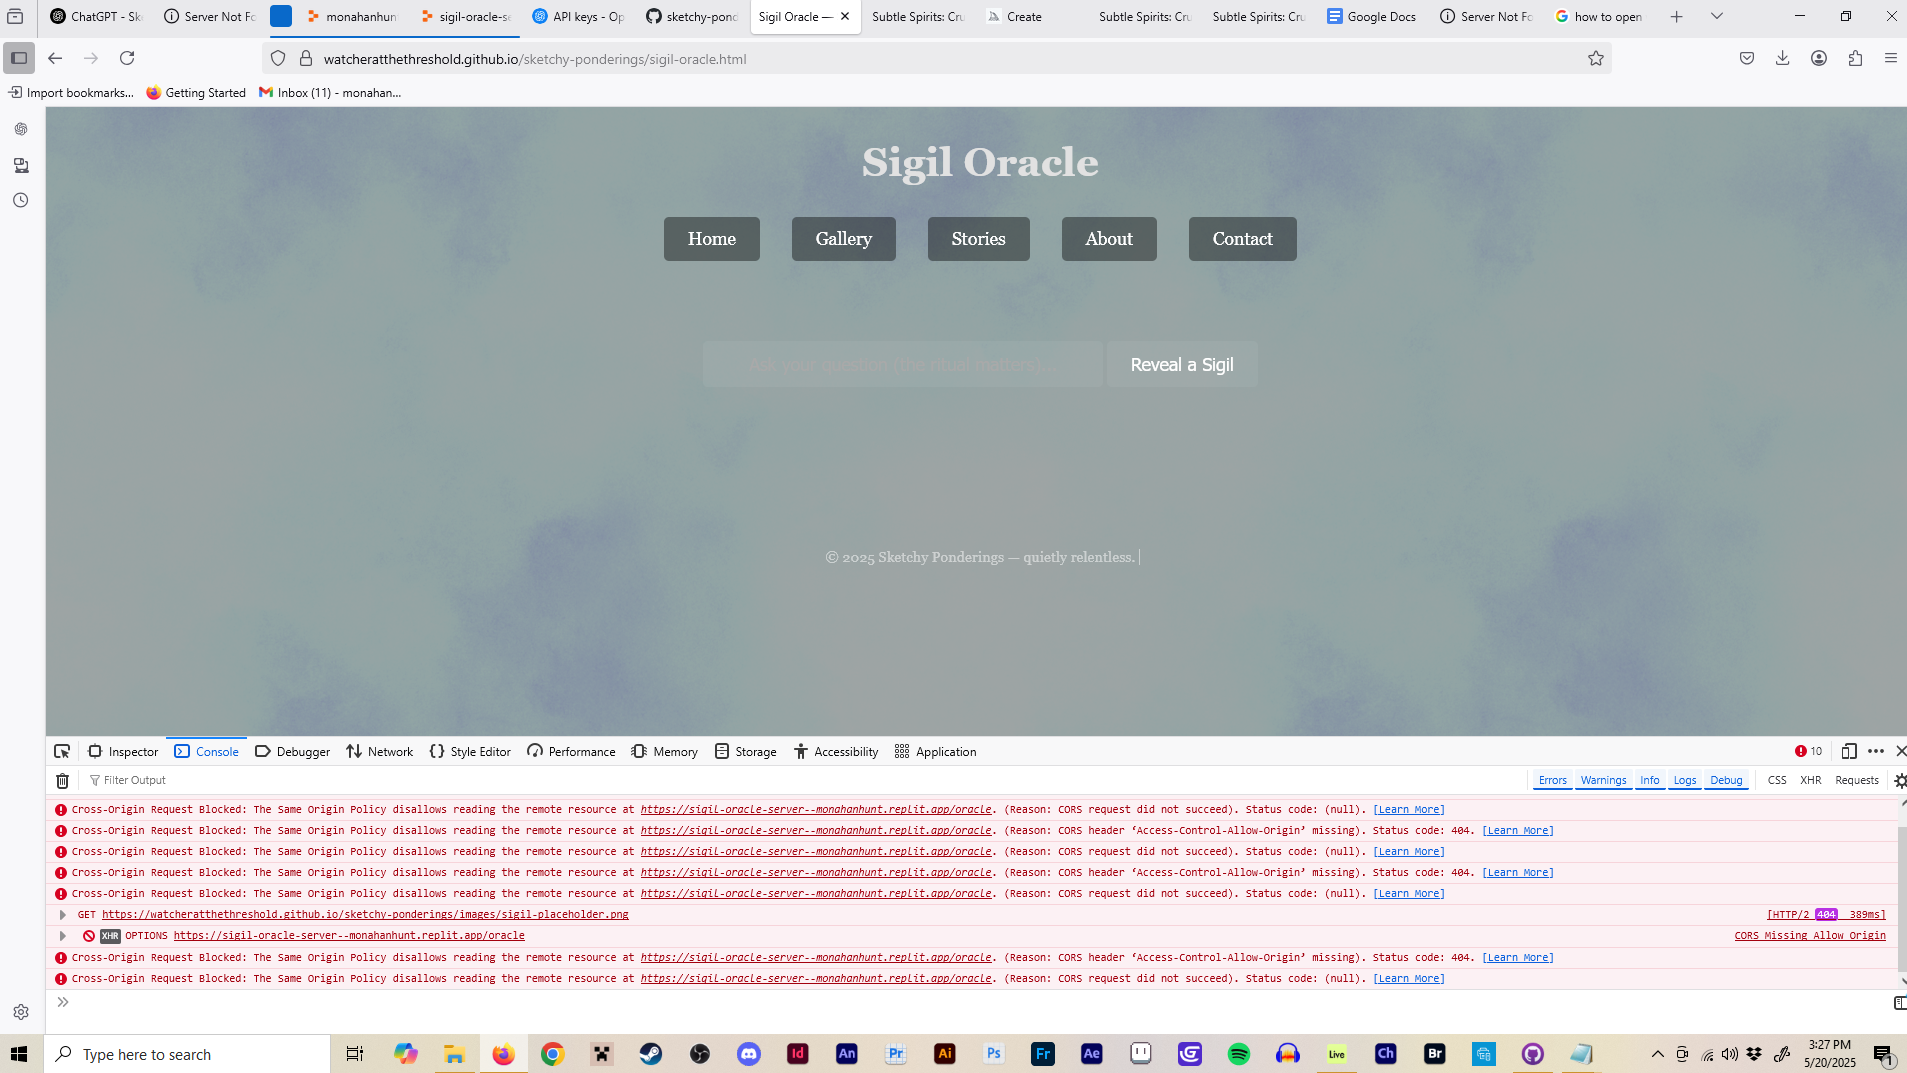 ChatGPT - Sk
Server Not Fo
monahanhun
sigil-oracle-se
API keys - Op
sketchy-pond
Sigil Oracle —
Subtle Spirits: Cru
Create
Subtle Spirits: Cru
Subtle Spirits: Cru
Google Docs
Server Not Fo
how to open
watcheratthethreshold.github.io/sketchy-ponderings/sigil-oracle.html
Import bookmarks...
Getting Started
Inbox (11) - monahan...
Sigil Oracle
Home
Gallery
Stories
About
Contact
Ask your question (the ritual matters)...
Reveal a Sigil
© 2025 Sketchy Ponderings — quietly relentless.
Inspector
Console
Debugger
Network
Style Editor
Performance
Memory
Storage
Accessibility
Application
10
Filter Output
Errors
Warnings
Info
Logs
Debug
CSS
XHR
Requests
Cross-Origin Request Blocked: The Same Origin Policy disallows reading the remote resource at https://sigil-oracle-server--monahanhunt.replit.app/oracle. (Reason: CORS request did not succeed). Status code: (null). [Learn More]
Cross-Origin Request Blocked: The Same Origin Policy disallows reading the remote resource at https://sigil-oracle-server--monahanhunt.replit.app/oracle. (Reason: CORS header ‘Access-Control-Allow-Origin’ missing). Status code: 404. [Learn More]
Cross-Origin Request Blocked: The Same Origin Policy disallows reading the remote resource at https://sigil-oracle-server--monahanhunt.replit.app/oracle. (Reason: CORS request did not succeed). Status code: (null). [Learn More]
Cross-Origin Request Blocked: The Same Origin Policy disallows reading the remote resource at https://sigil-oracle-server--monahanhunt.replit.app/oracle. (Reason: CORS header ‘Access-Control-Allow-Origin’ missing). Status code: 404. [Learn More]
Cross-Origin Request Blocked: The Same Origin Policy disallows reading the remote resource at https://sigil-oracle-server--monahanhunt.replit.app/oracle. (Reason: CORS request did not succeed). Status code: (null). [Learn More]
GET https://watcheratthethreshold.github.io/sketchy-ponderings/images/sigil-placeholder.png [HTTP/2 404 389ms]
XHR OPTIONS https://sigil-oracle-server--monahanhunt.replit.app/oracle CORS Missing Allow Origin
Cross-Origin Request Blocked: The Same Origin Policy disallows reading the remote resource at https://sigil-oracle-server--monahanhunt.replit.app/oracle. (Reason: CORS header ‘Access-Control-Allow-Origin’ missing). Status code: 404. [Learn More]
Cross-Origin Request Blocked: The Same Origin Policy disallows reading the remote resource at https://sigil-oracle-server--monahanhunt.replit.app/oracle. (Reason: CORS request did not succeed). Status code: (null). [Learn More]
Type here to search
Id
An
Pr
Ai
Ps
Fr
Ae
Live
Ch
Br
3:27 PM
5/20/2025
1